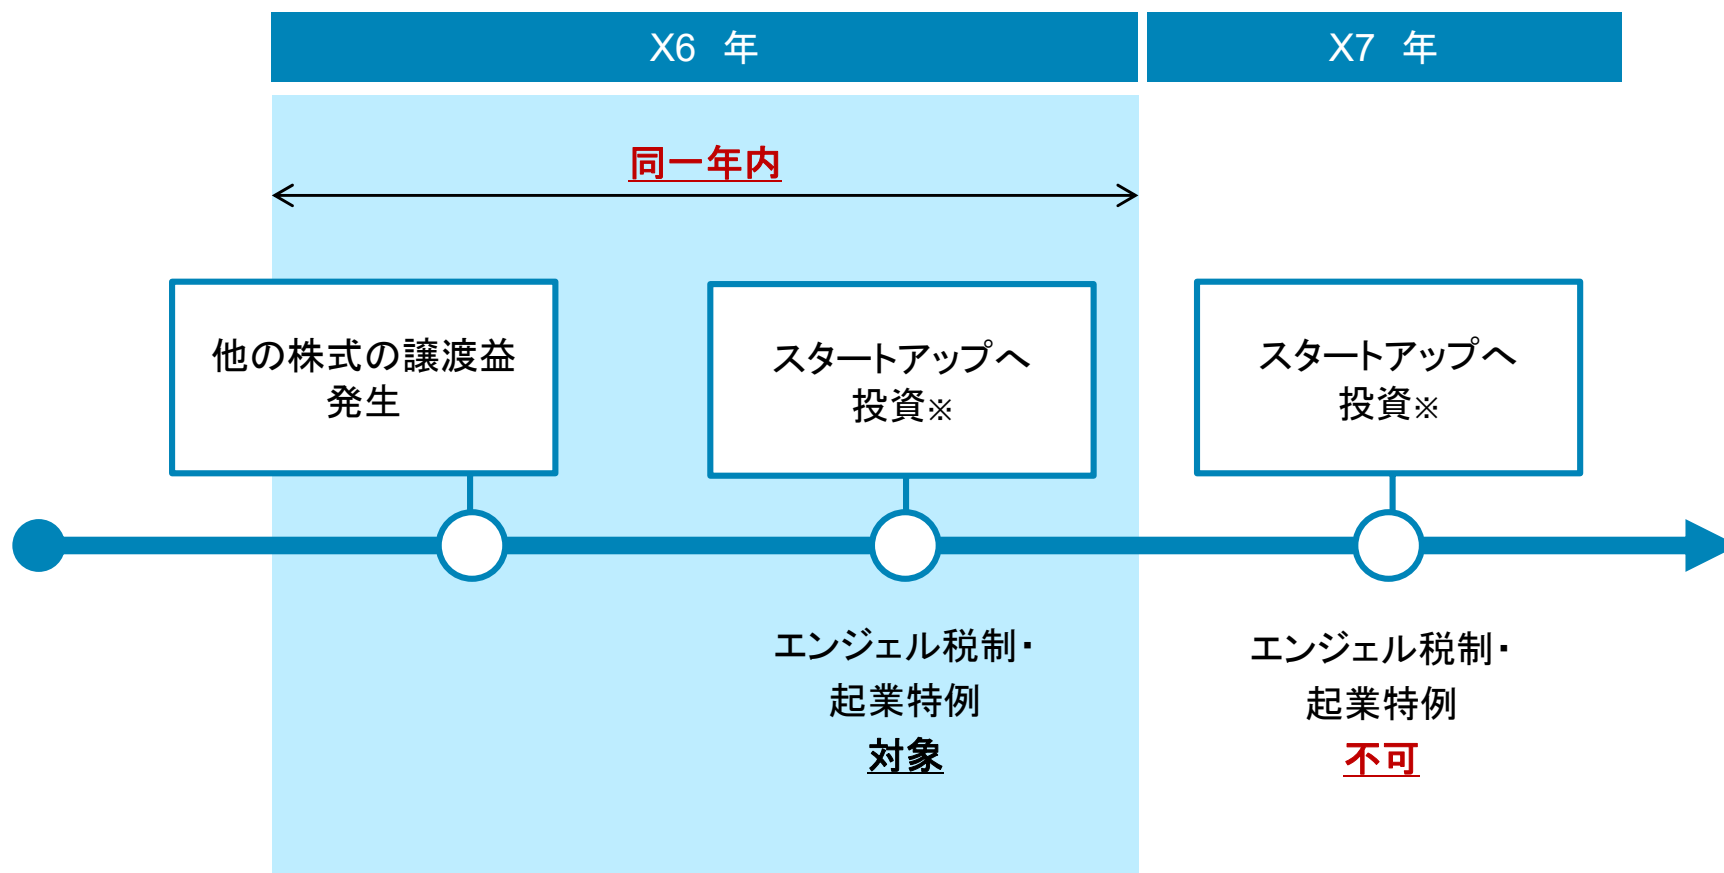 X6 年
X7 年
同一年内
他の株式の譲渡益
発生
スタートアップへ
投資※
スタートアップへ
投資※
エンジェル税制・
起業特例
対象
エンジェル税制・
起業特例
不可